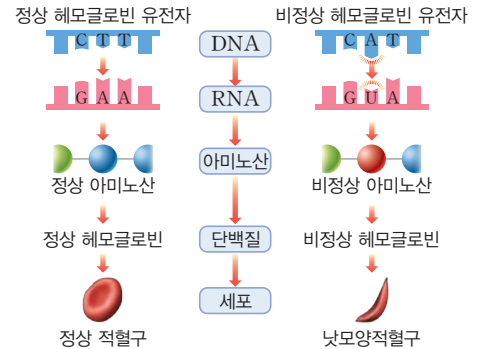 정상 헤모글로빈 유전자
비정상 헤모글로빈 유전자
C T T
DNA
C A T
G A A
RNA
G U A
아미노산
정상 아미노산
비정상 아미노산
정상 헤모글로빈
단백질
비정상 헤모글로빈
세포
정상 적혈구
낫모양적혈구